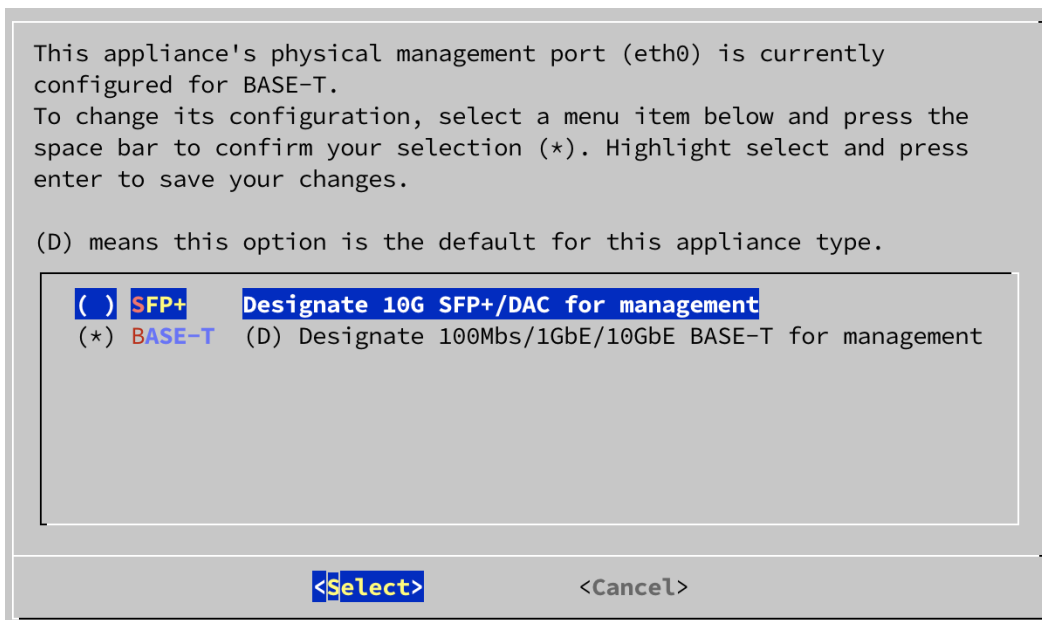 This appliance's physical management port (eth0) is currently
configured for BASE-T.
To change its configuration, select a menu item below and press the
space bar to confirm your selection (*). Highlight select and press
enter to save your changes.
(D) means this option is the default for this appliance type.
( ) SFP+ Designate 10G SFP+/DAC for management
(*) BASE-T (D) Designate 100Mbs/1GbE/10GbE BASE-T for management
<Select> <Cancel>